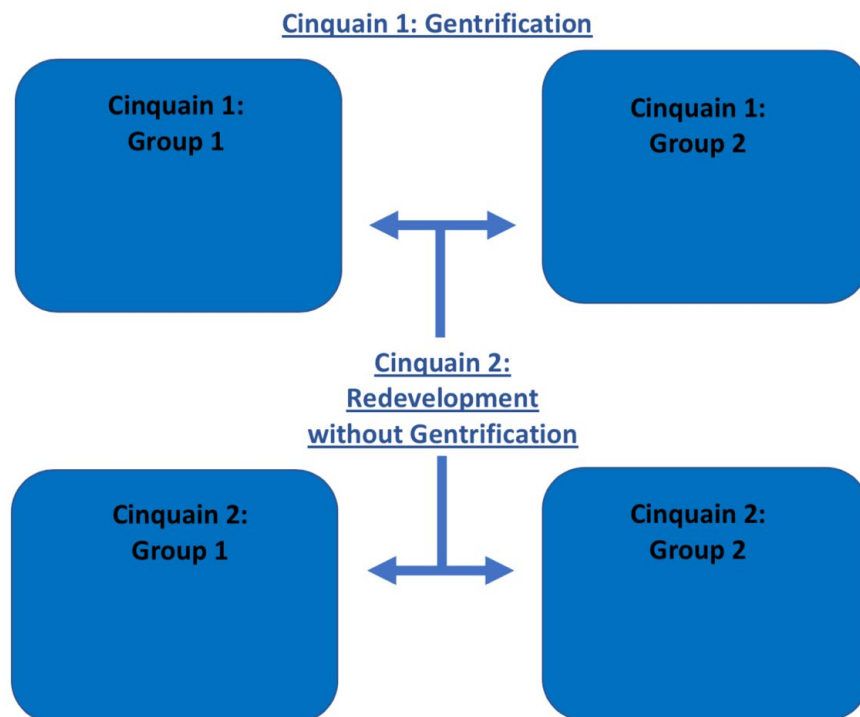 Cinquain 1: Gentrification
Cinquain 1:
Group 1
Cinquain 1:
Group 2
Cinquain 2:
Redevelopment
without Gentrification
Cinquain 2:
Group 1
Cinquain 2:
Group 2